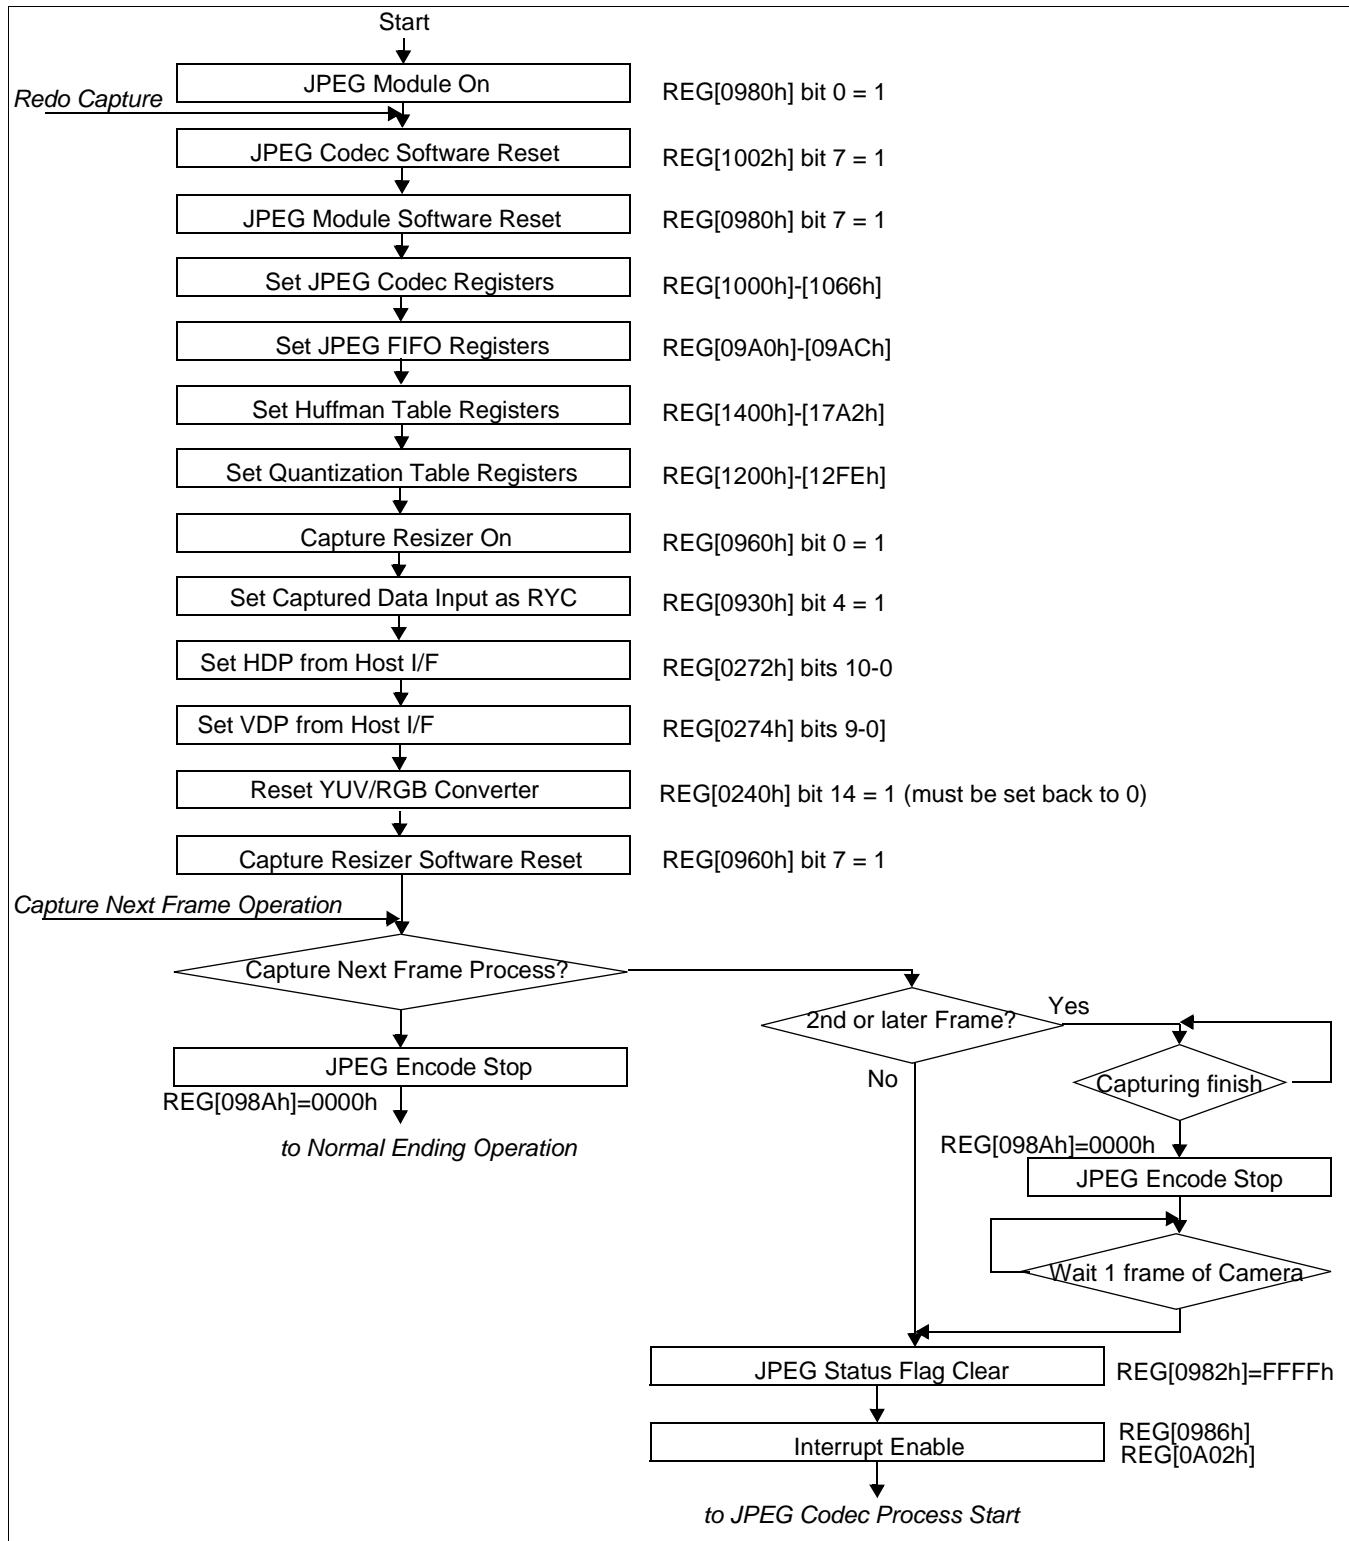 Start
JPEG Module On
REG[0980h] bit 0 = 1
Redo Capture
JPEG Codec Software Reset
REG[1002h] bit 7 = 1
JPEG Module Software Reset
REG[0980h] bit 7 = 1
Set JPEG Codec Registers
REG[1000h]-[1066h]
Set JPEG FIFO Registers
REG[09A0h]-[09ACh]
Set Huffman Table Registers
REG[1400h]-[17A2h]
Set Quantization Table Registers
REG[1200h]-[12FEh]
Capture Resizer On
REG[0960h] bit 0 = 1
Set Captured Data Input as RYC
REG[0930h] bit 4 = 1
Set HDP from Host I/F
REG[0272h] bits 10-0
Set VDP from Host I/F
REG[0274h] bits 9-0]
Reset YUV/RGB Converter
REG[0240h] bit 14 = 1 (must be set back to 0)
Capture Resizer Software Reset
REG[0960h] bit 7 = 1
Capture Next Frame Operation
Capture Next Frame Process?
2nd or later Frame?
Yes
No
Capturing finish
JPEG Encode Stop
REG[098Ah]=0000h
to Normal Ending Operation
REG[098Ah]=0000h
JPEG Encode Stop
Wait 1 frame of Camera
JPEG Status Flag Clear
REG[0982h]=FFFFh
Interrupt Enable
REG[0986h]
REG[0A02h]
to JPEG Codec Process Start